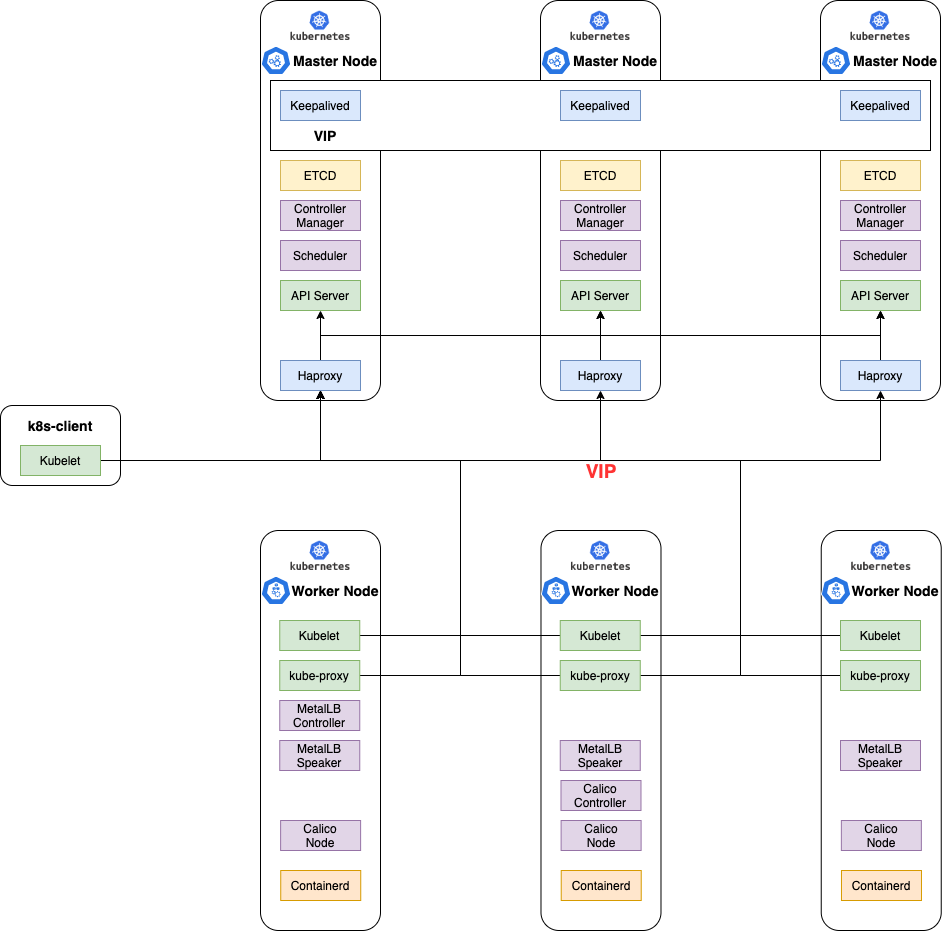 kubernetes
Master Node
kubernetes
Master Node
kubernetes
Master Node
Keepalived
Keepalived
Keepalived
VIP
ETCD
ETCD
ETCD
Controller
Manager
Controller
Manager
Controller
Manager
Scheduler
Scheduler
Scheduler
API Server
API Server
API Server
Haproxy
Haproxy
Haproxy
k8s-client
Kubelet
VIP
kubernetes
Worker Node
kubernetes
Worker Node
kubernetes
Worker Node
Kubelet
Kubelet
Kubelet
kube-proxy
kube-proxy
kube-proxy
MetalLB
Controller
MetalLB
Speaker
MetalLB
Speaker
MetalLB
Speaker
Calico
Controller
Calico
Node
Calico
Node
Calico
Node
Containerd
Containerd
Containerd